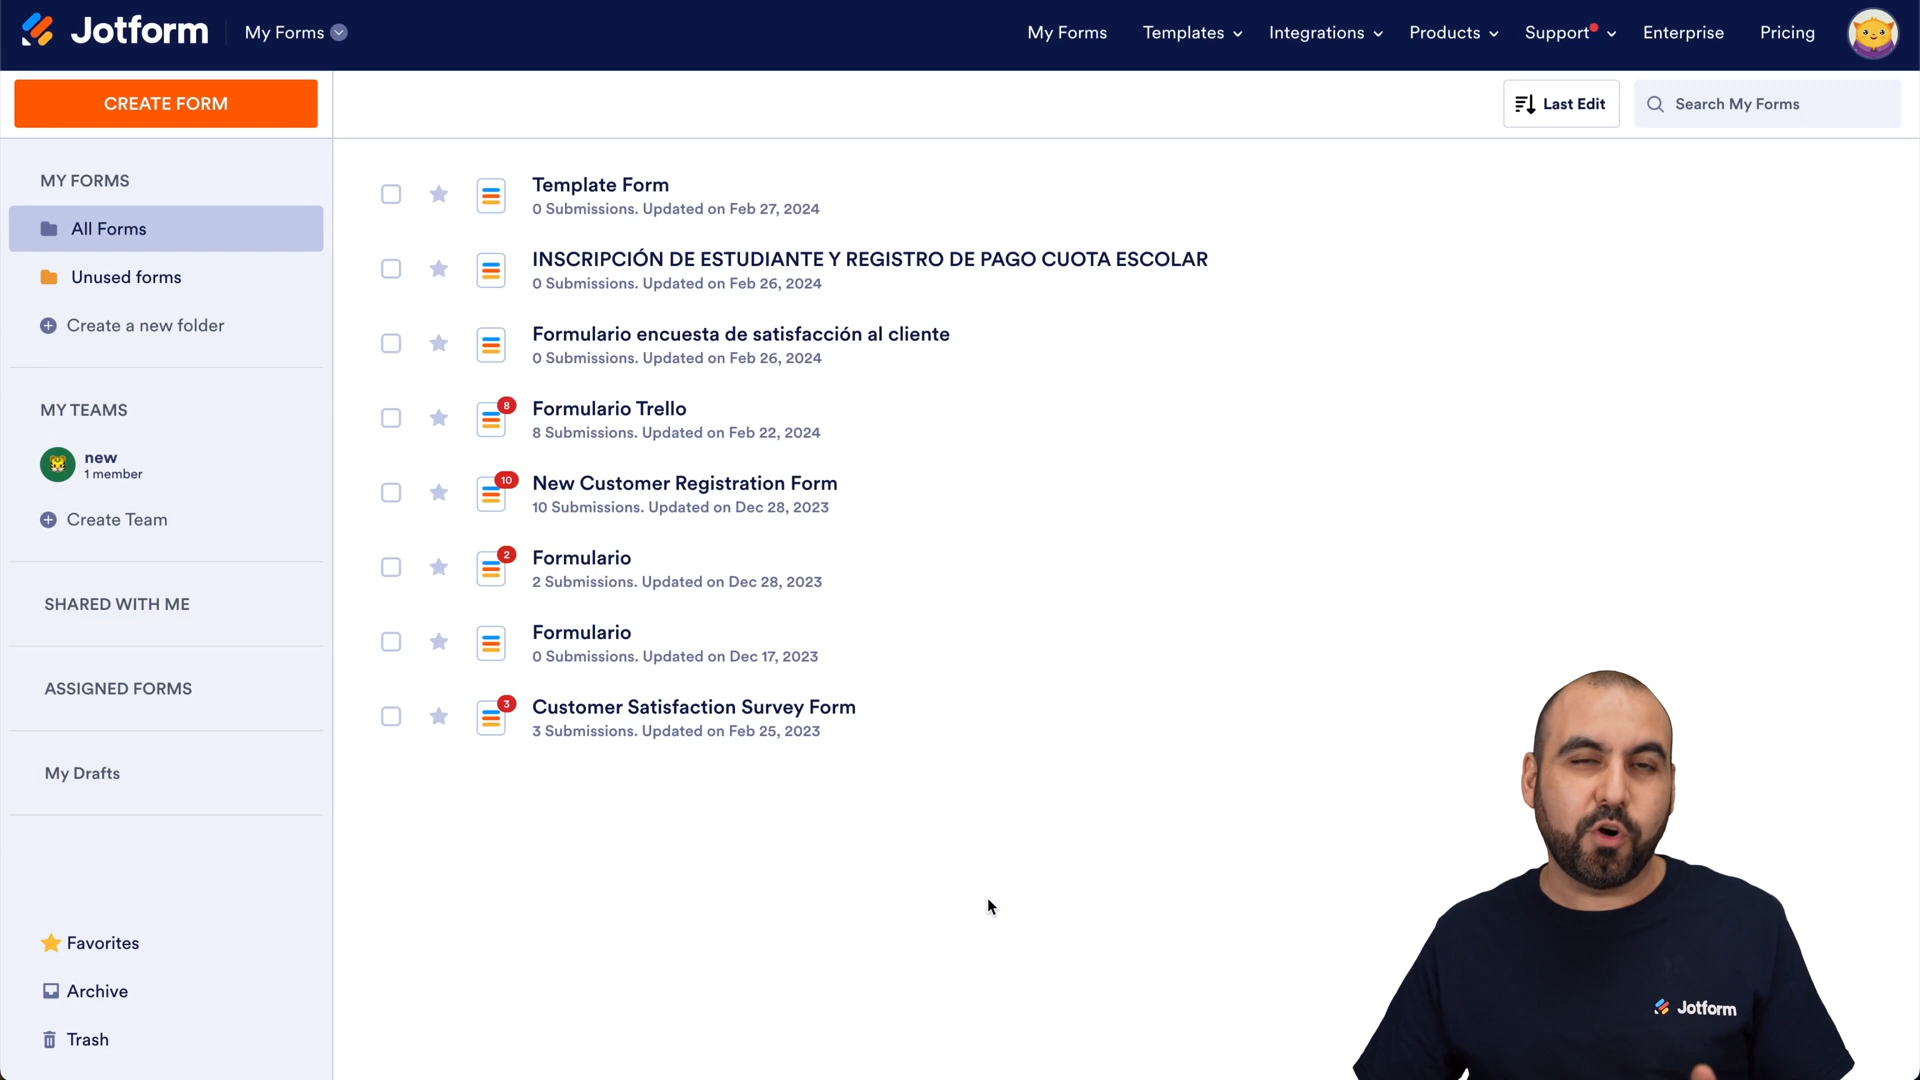 Jotform
My Forms
My Forms
Templates
Integrations
Products
Support
Enterprise
Pricing
CREATE FORM
Last Edit
Search My Forms
MY FORMS
All Forms
Unused forms
Create a new folder
MY TEAMS
new
1 member
Create Team
SHARED WITH ME
ASSIGNED FORMS
My Drafts
Favorites
Archive
Trash
Template Form
0 Submissions. Updated on Feb 27, 2024
INSCRIPCIÓN DE ESTUDIANTE Y REGISTRO DE PAGO CUOTA ESCOLAR
0 Submissions. Updated on Feb 26, 2024
Formulario encuesta de satisfacción al cliente
0 Submissions. Updated on Feb 26, 2024
8
Formulario Trello
8 Submissions. Updated on Feb 22, 2024
10
New Customer Registration Form
10 Submissions. Updated on Dec 28, 2023
2
Formulario
2 Submissions. Updated on Dec 28, 2023
Formulario
0 Submissions. Updated on Dec 17, 2023
3
Customer Satisfaction Survey Form
3 Submissions. Updated on Feb 25, 2023
Jotform